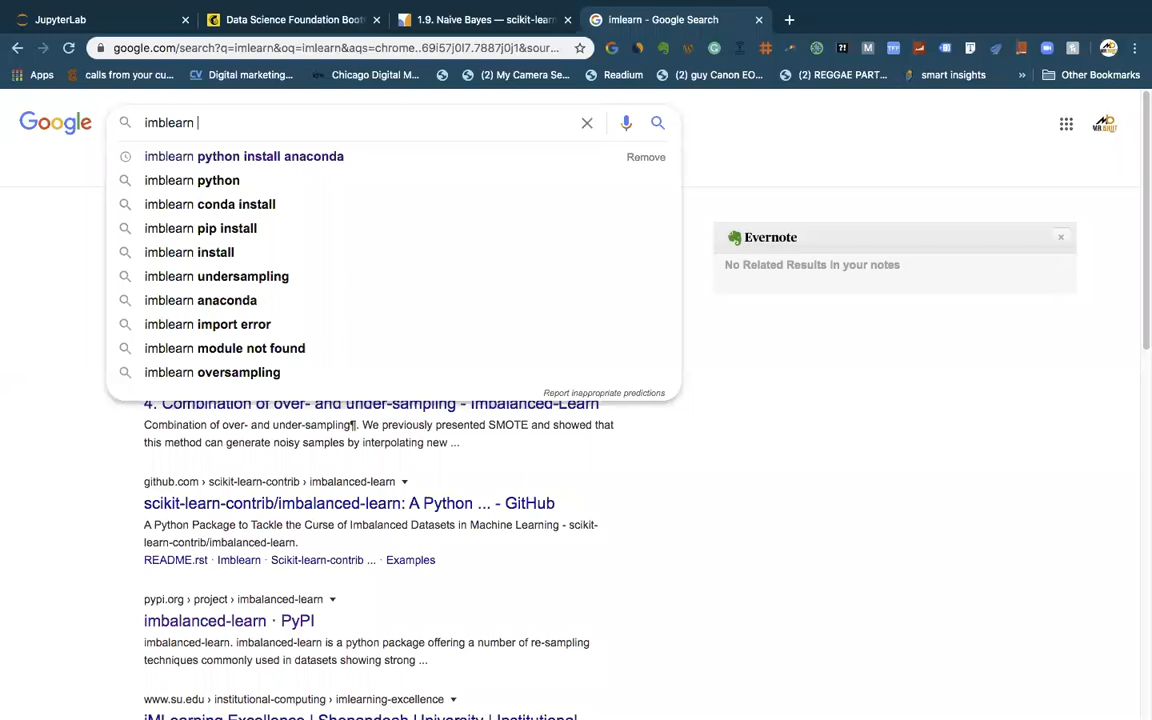 JupyterLab
Data Science Foundation Boot
1.9. Naive Bayes — scikit-learn
imlearn - Google Search
google.com/search?q=imlearn&oq=imlearn&aqs=chrome..69i57j0l7.7887j0j1&sour...
Apps
calls from your cu...
Digital marketing...
Chicago Digital M...
(2) My Camera Se...
Readium
(2) guy Canon EO...
(2) REGGAE PART...
smart insights
»
Other Bookmarks
Google
imblearn
imblearn python install anaconda
Remove
imblearn python
imblearn conda install
imblearn pip install
imblearn install
imblearn undersampling
imblearn anaconda
imblearn import error
imblearn module not found
imblearn oversampling
Report inappropriate predictions
Evernote
No Related Results in your notes
4. Combination of over- and under-sampling - Imbalanced-Learn
Combination of over- and under-sampling¶. We previously presented SMOTE and showed that
this method can generate noisy samples by interpolating new ...
github.com › scikit-learn-contrib › imbalanced-learn
scikit-learn-contrib/imbalanced-learn: A Python ... - GitHub
A Python Package to Tackle the Curse of Imbalanced Datasets in Machine Learning - scikit-
learn-contrib/imbalanced-learn.
README.rst · Imblearn · Scikit-learn-contrib ... · Examples
pypi.org › project › imbalanced-learn
imbalanced-learn · PyPI
imbalanced-learn. imbalanced-learn is a python package offering a number of re-sampling
techniques commonly used in datasets showing strong ...
www.su.edu › institutional-computing › imlearning-excellence
iMLearning Excellence | Shenandoah University | Institutional